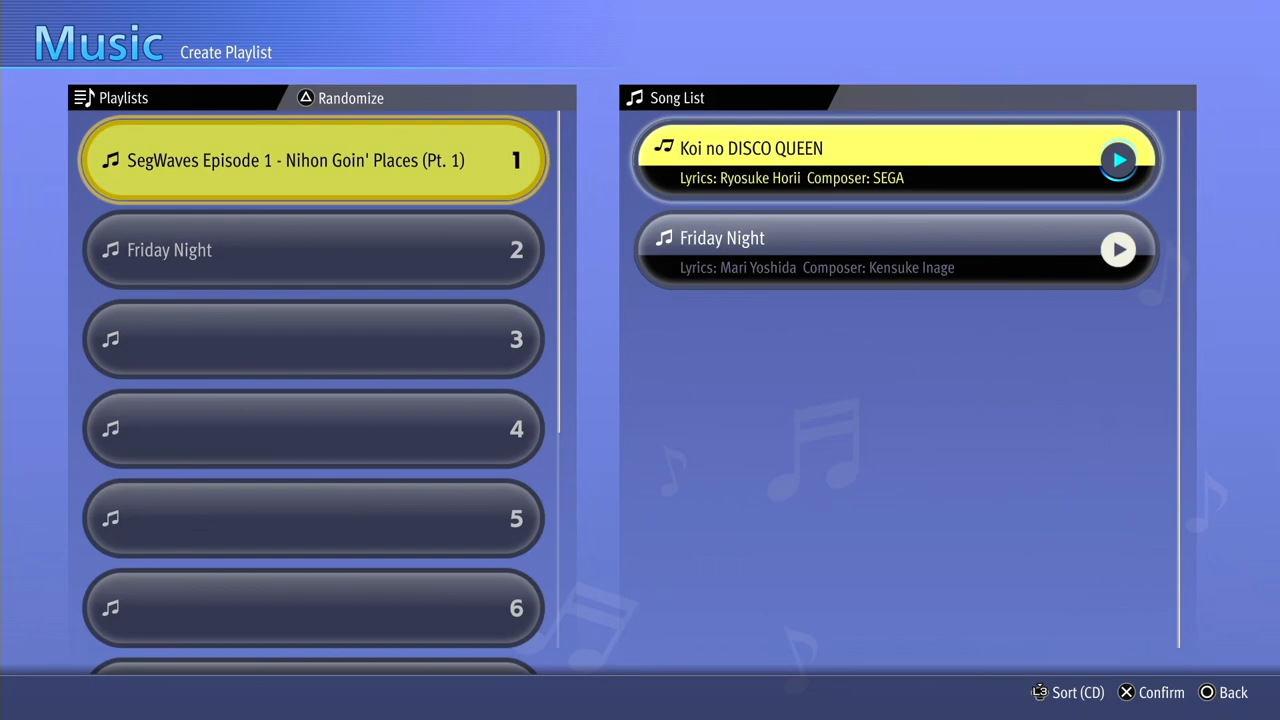 Music Create Playlist
Playlists
Randomize
SegWaves Episode 1 - Nihon Goin' Places (Pt. 1) 1
Friday Night 2
3
4
5
6
Song List
Koi no DISCO QUEEN
Lyrics: Ryosuke Horii Composer: SEGA
Friday Night
Lyrics: Mari Yoshida Composer: Kensuke Inage
L3 Sort (CD) Confirm Back